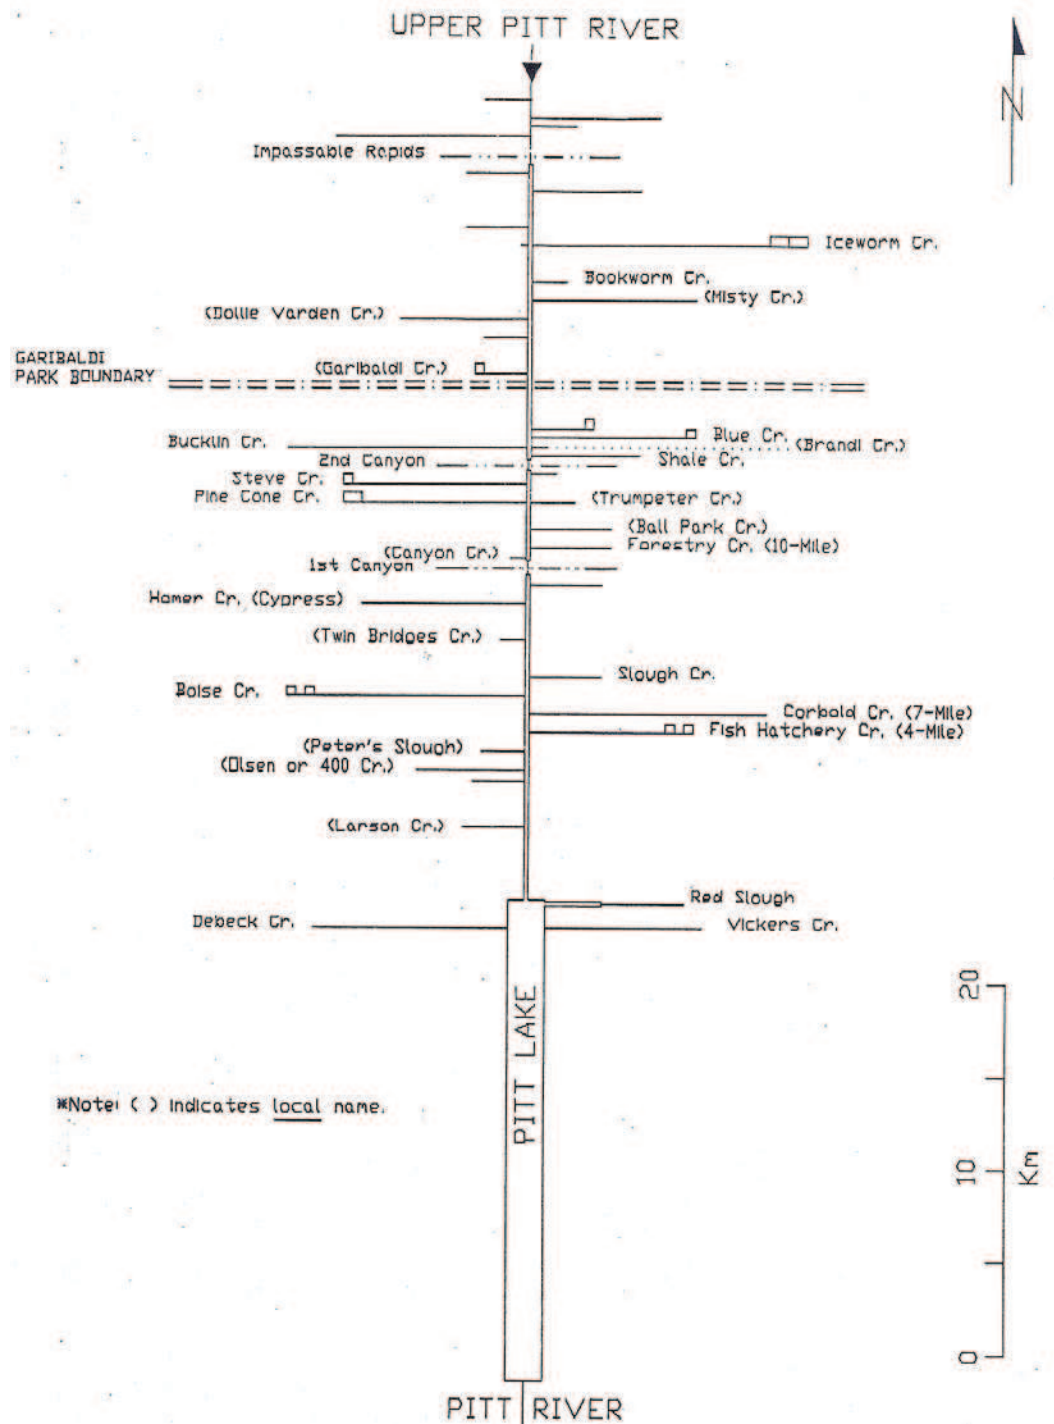 UPPER PITT RIVER
N
Impassable Rapids
Iceworm Cr.
Bookworm Cr.
(Misty Cr.)
(Dollie Varden Cr.)
GARIBALDI
PARK BOUNDARY
(Garibaldi Cr.)
Blue Cr.
Bucklin Cr.
(Brandi Cr.)
2nd Canyon
Shale Cr.
Steve Cr.
Pine Cone Cr.
(Trumpeter Cr.)
(Ball Park Cr.)
Forestry Cr. (10-Mile)
(Canyon Cr.)
1st Canyon
Homer Cr. (Cypress)
(Twin Bridges Cr.)
Slough Cr.
Boise Cr.
Corbold Cr. (7-Mile)
Fish Hatchery Cr. (4-Mile)
(Peter's Slough)
(Olsen or 400 Cr.)
(Larson Cr.)
Red Slough
Debeck Cr.
Vickers Cr.
PITT LAKE
20
10
0
Km
*Note: ( ) indicates local name.
PITT RIVER